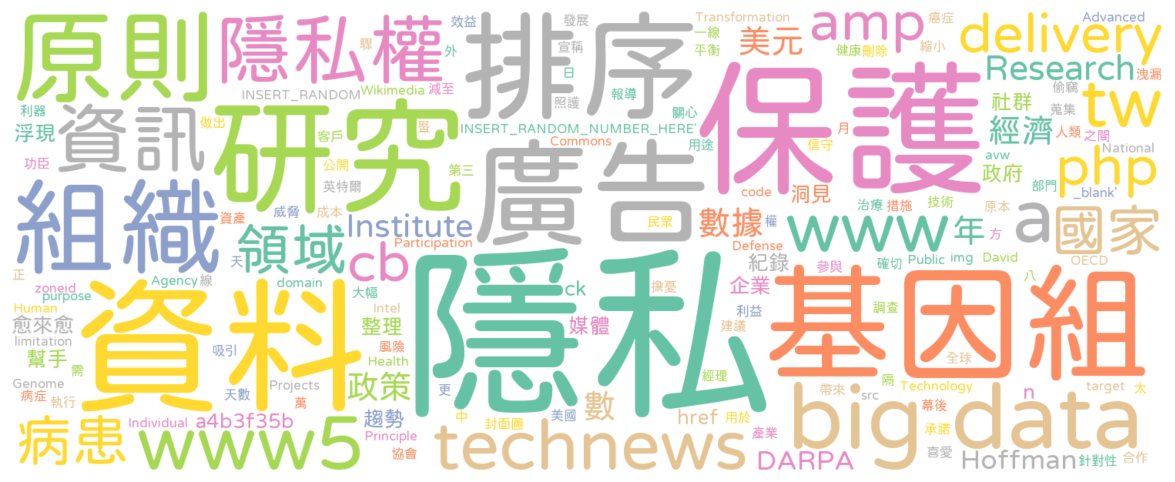 原則
隱私權
排序
amp
delivery
效益
外
發展
宣稱
Transformation
癌症
Advanced
一線
平衡
美元
健康
刪除
縮小
洩漏
驟
減至
Wikimedia
INSERT_RANDOM
照護
日
報導
關心
保護
Research
偷竊
tw
利器
做出
資訊
浮現
功臣
研究
客戶
公開
英特爾
第三
INSERT_RANDOM_NUMBER_HERE'
Commons
用途
社群
蒐集
經濟
人類
之間
月
信守
avw
National
php
組織
資產
威脅
成本
Institute
Participation
廣告
民眾
code
洞見
數據
權
治療
措施
技術
政府
部門
_blank'
www
年
a
國家
Defense
領域
cb
正
zoneid
purpose
Human
天
Agency
線
domain
大幅
Intel
隱私
ck
擔憂
紀錄
企業
利益
參與
確切
Public
img
David
方
八
OECD
資料
愈來愈
limitation
幫手
需
吸引
整理
風險
Health
媒體
建議
經理
基因組
調查
全球
Genome
病症
執行
天數
Projects
萬
政策
更
美國
隔
帶來
src
Technology
target
太
病患
Individual
a4b3f35b
趨勢
Principle
協會
中
封面圖
數
href
用於
產業
幕後
承諾
n
喜愛
www5
technews
DARPA
big data
Hoffman
針對性
合作
原本